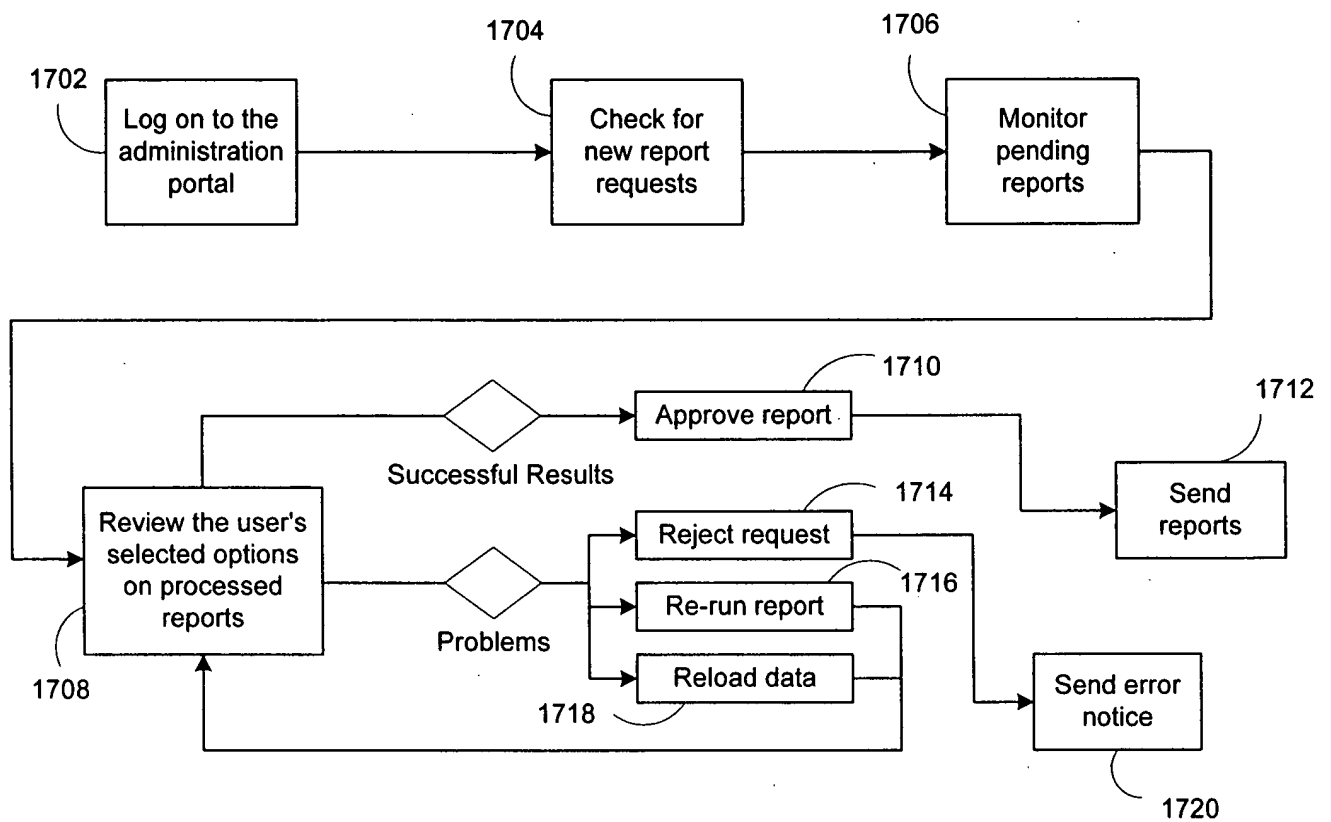 1702
1704
1706
Log on to the
administration
portal
Check for
new report
requests
Monitor
pending
reports
1710
Approve report
1712
Successful Results
Send
reports
1714
Review the user's
selected options
on processed
reports
Reject request
1716
Re-run report
Problems
1708
Reload data
1718
Send error
notice
1720